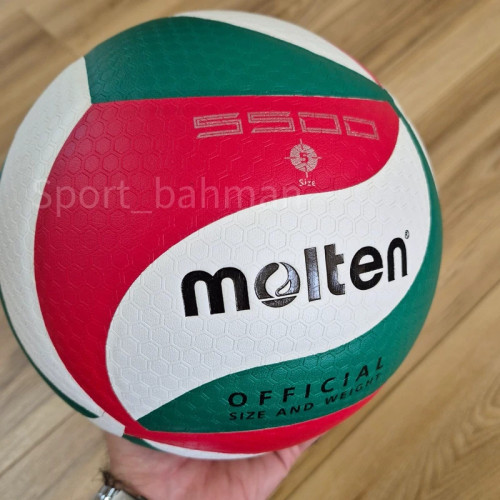 5500
5
SIZE
Sport_bahman
molten®
OFFICIAL
SIZE AND WEIGHT